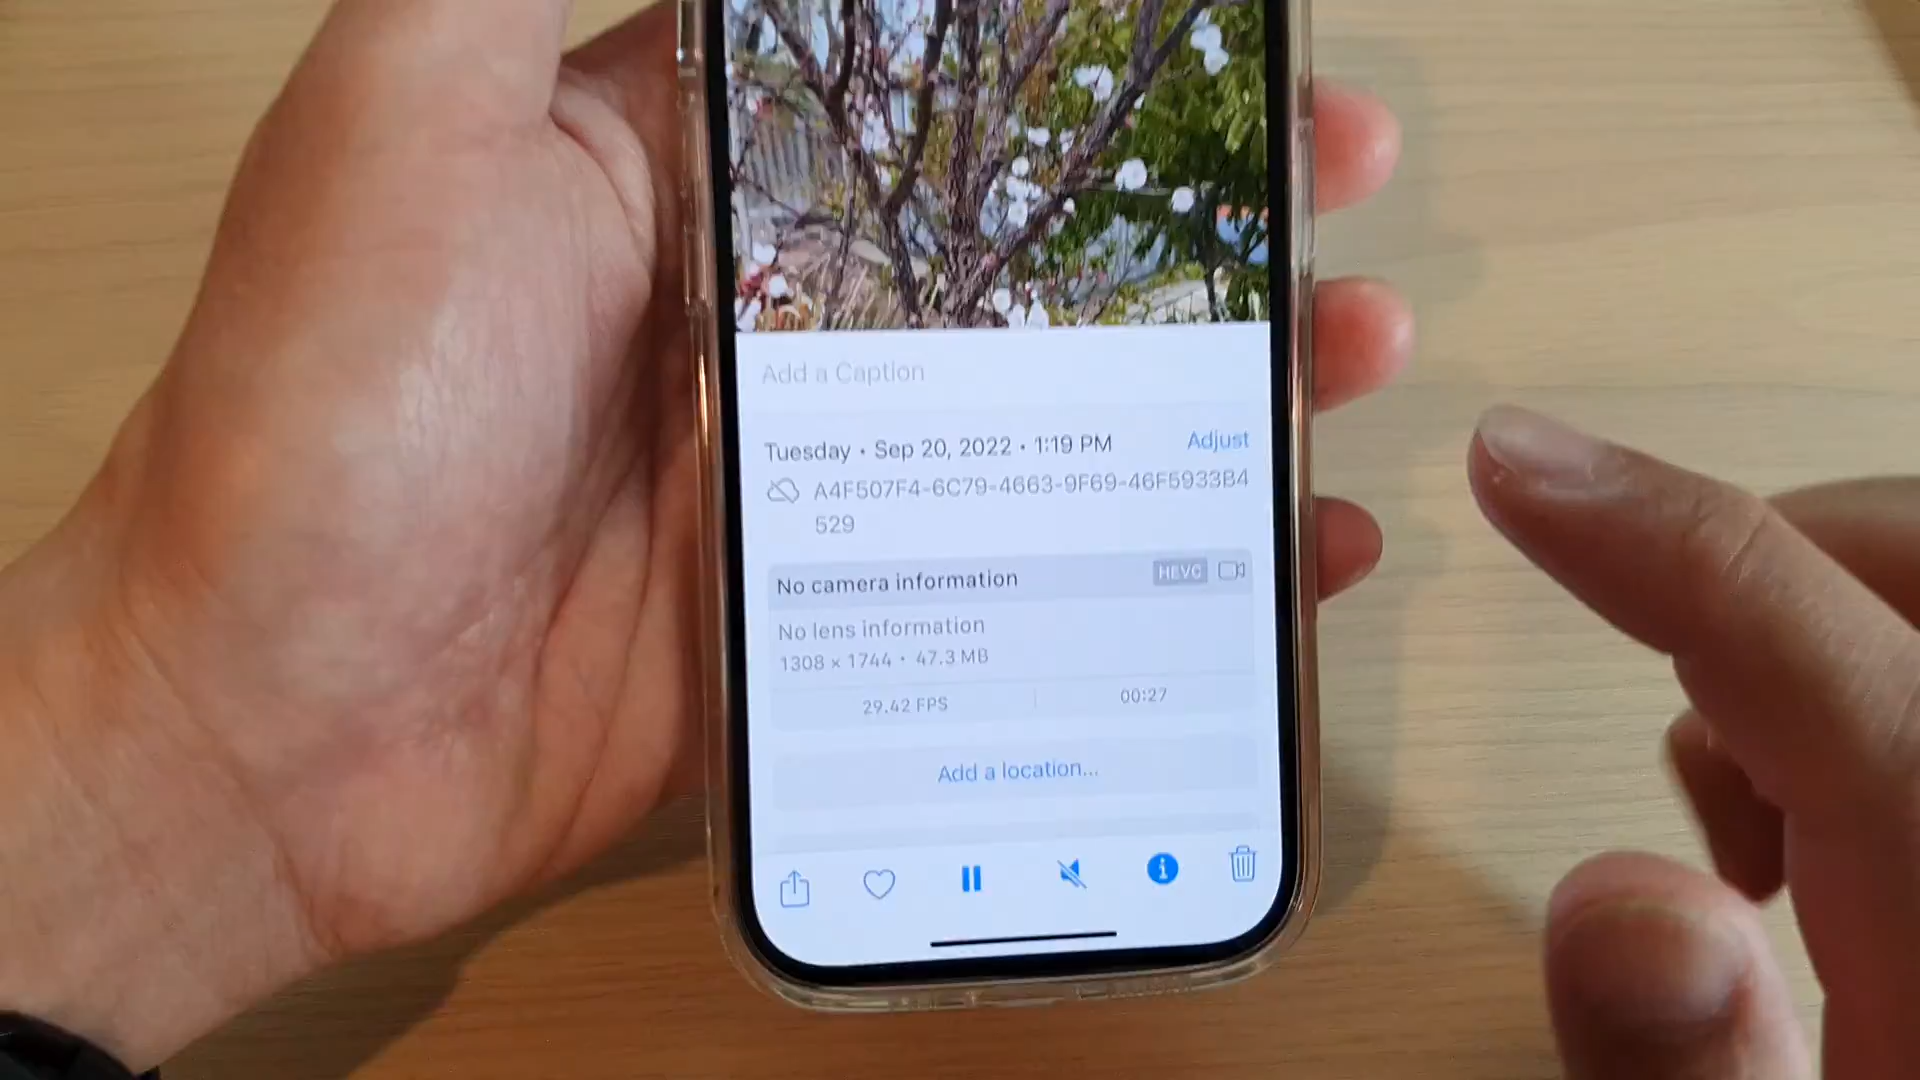 Add a Caption
Tuesday • Sep 20, 2022 • 1:19 PM Adjust
A4F507F4-6C79-4663-9F69-46F5933B4
529
No camera information HEVC
No lens information
1308 × 1744 • 47.3 MB
29.42 FPS 00:27
Add a location...